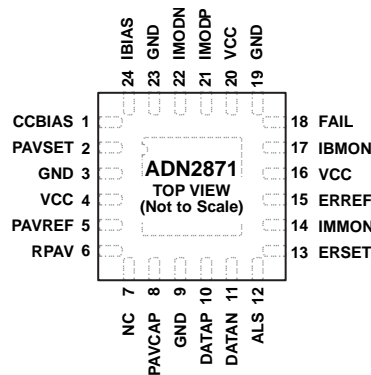 24 IBIAS
23 GND
22 IMODN
21 IMODP
20 VCC
19 GND
CCBIAS 1
PAVSET 2
GND 3
VCC 4
PAVREF 5
RPAV 6
ADN2871
TOP VIEW
(Not to Scale)
18 FAIL
17 IBMON
16 VCC
15 ERREF
14 IMMON
13 ERSET
NC 7
PAVCAP 8
GND 9
DATAP 10
DATAN 11
ALS 12